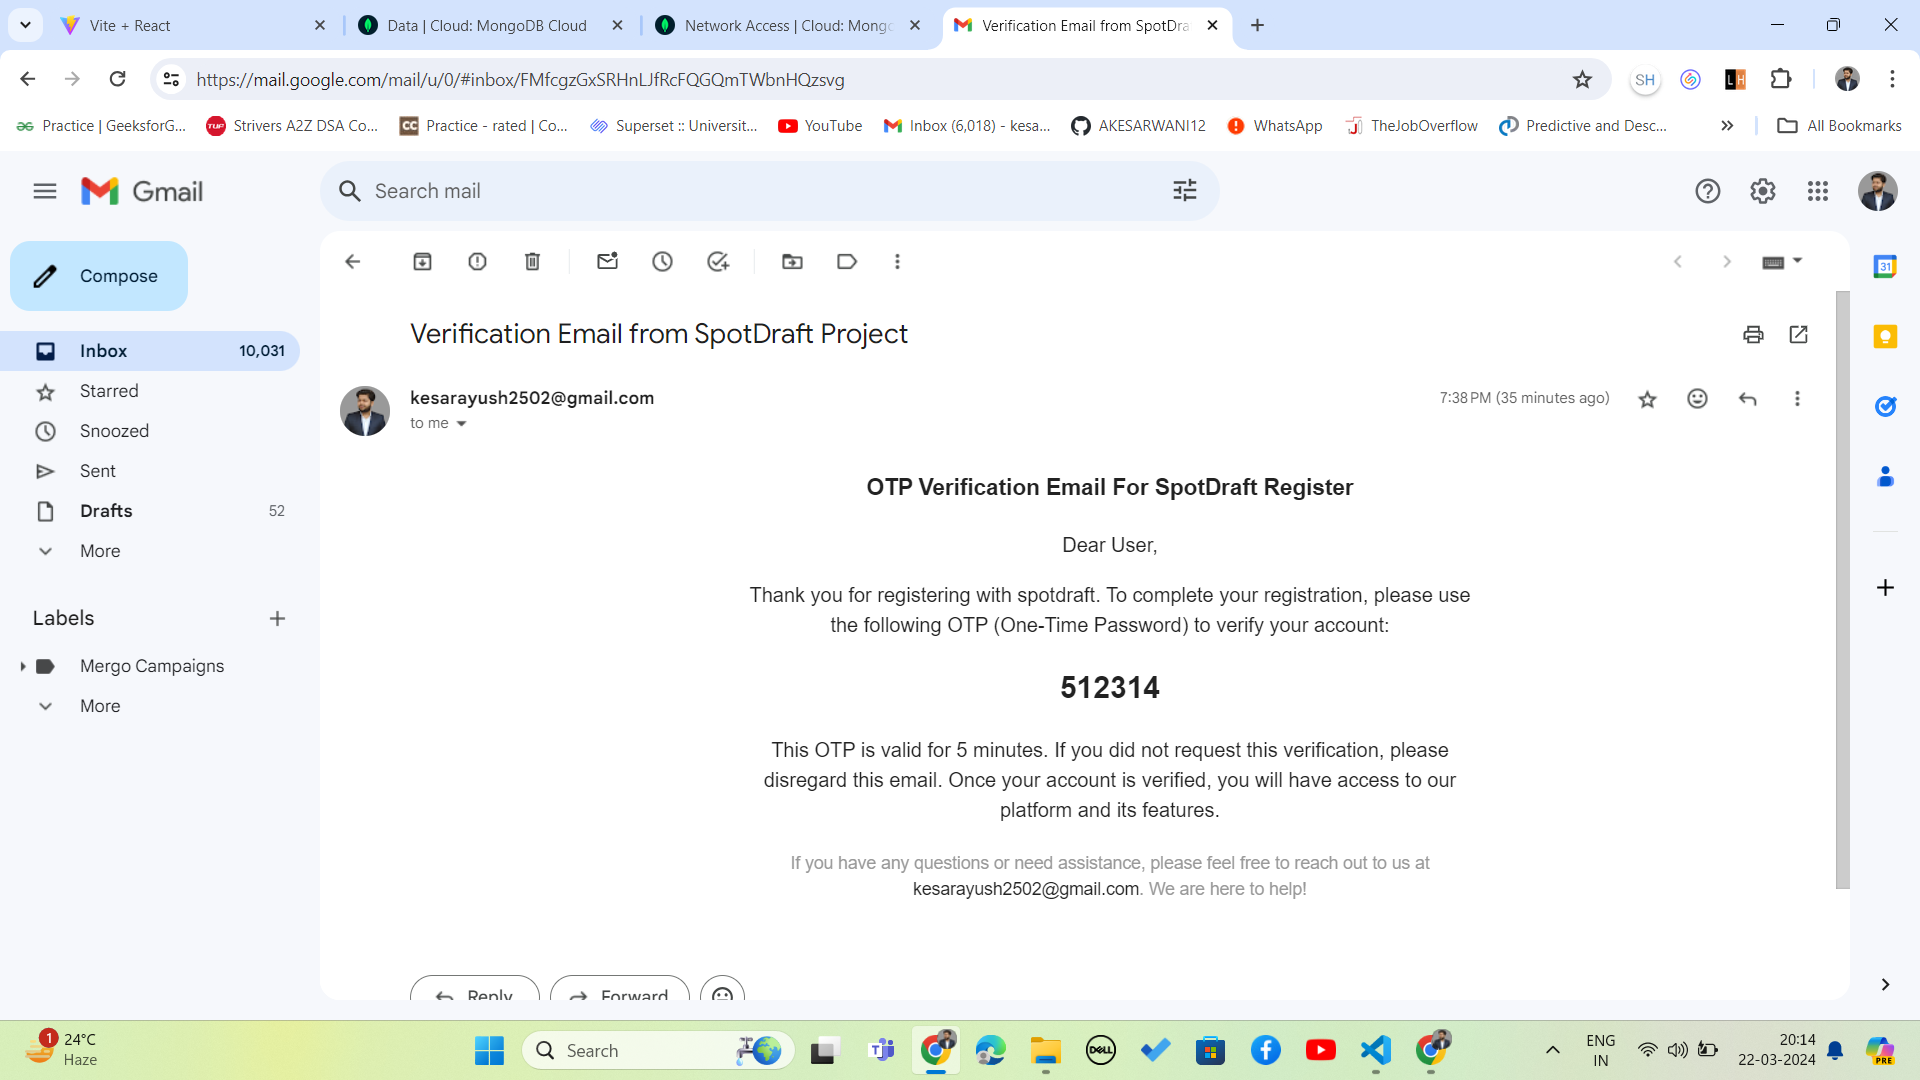 Vite + React
Data | Cloud: MongoDB Cloud
Network Access | Cloud: Mong
Verification Email from SpotDra
https://mail.google.com/mail/u/0/#inbox/FMfcgzGxSRHnLJfRcFQGQmTWbnHQzsvg
SH
LH
Practice | GeeksforG...
Strivers A2Z DSA Co...
Practice - rated | Co...
Superset :: Universit...
YouTube
Inbox (6,018) - kesa...
AKESARWANI12
WhatsApp
TheJobOverflow
Predictive and Desc...
All Bookmarks
Gmail
Search mail
Compose
Inbox 10,031
Starred
Snoozed
Sent
Drafts 52
More
Labels
Mergo Campaigns
More
Verification Email from SpotDraft Project
kesarayush2502@gmail.com
7:38 PM (35 minutes ago)
to me
OTP Verification Email For SpotDraft Register
Dear User,
Thank you for registering with spotdraft. To complete your registration, please use
the following OTP (One-Time Password) to verify your account:
512314
This OTP is valid for 5 minutes. If you did not request this verification, please
disregard this email. Once your account is verified, you will have access to our
platform and its features.
If you have any questions or need assistance, please feel free to reach out to us at
kesarayush2502@gmail.com. We are here to help!
Reply
Forward
31
1
24°C
Haze
Search
DELL
ENG
IN
20:14
22-03-2024
PRE